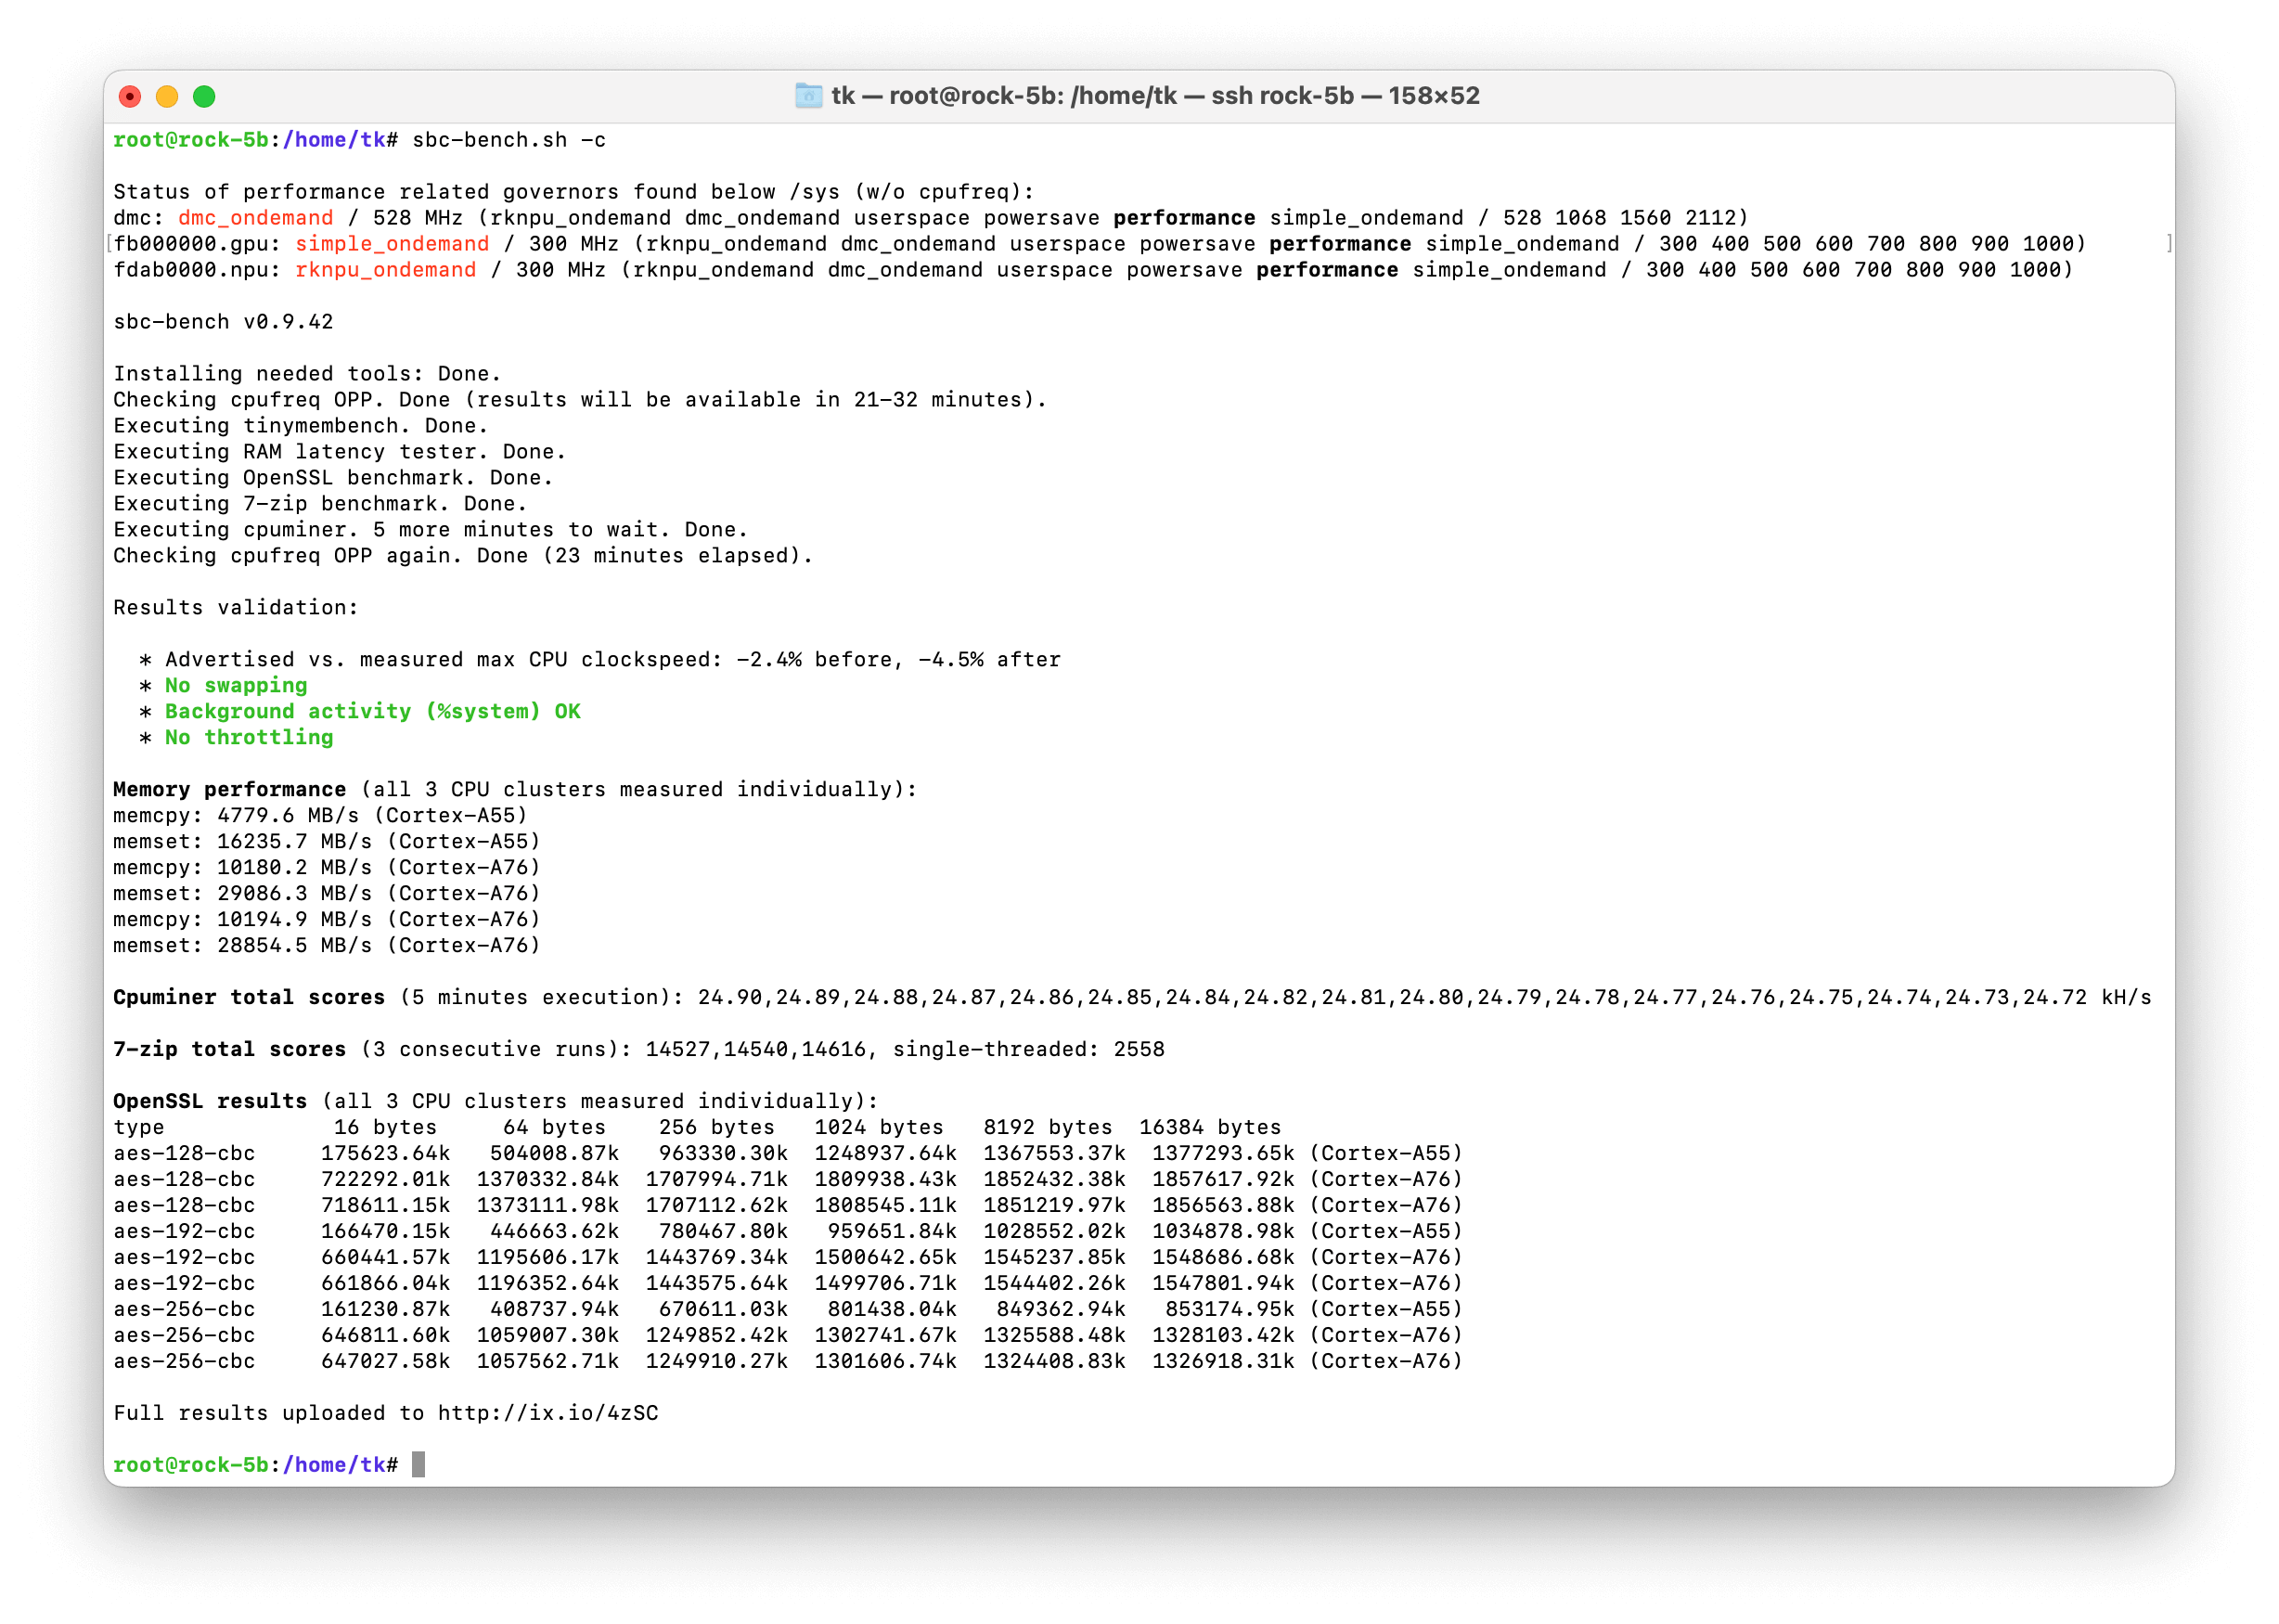 tk — root@rock-5b: /home/tk — ssh rock-5b — 158×52
root@rock-5b:/home/tk# sbc-bench.sh -c
Status of performance related governors found below /sys (w/o cpufreq):
dmc: dmc_ondemand / 528 MHz (rknpu_ondemand dmc_ondemand userspace powersave performance simple_ondemand / 528 1068 1560 2112)
[fb000000.gpu: simple_ondemand / 300 MHz (rknpu_ondemand dmc_ondemand userspace powersave performance simple_ondemand / 300 400 500 600 700 800 900 1000) ]
fdab0000.npu: rknpu_ondemand / 300 MHz (rknpu_ondemand dmc_ondemand userspace powersave performance simple_ondemand / 300 400 500 600 700 800 900 1000)
sbc-bench v0.9.42
Installing needed tools: Done.
Checking cpufreq OPP. Done (results will be available in 21-32 minutes).
Executing tinymembench. Done.
Executing RAM latency tester. Done.
Executing OpenSSL benchmark. Done.
Executing 7-zip benchmark. Done.
Executing cpuminer. 5 more minutes to wait. Done.
Checking cpufreq OPP again. Done (23 minutes elapsed).
Results validation:
* Advertised vs. measured max CPU clockspeed: -2.4% before, -4.5% after
* No swapping
* Background activity (%system) OK
* No throttling
Memory performance (all 3 CPU clusters measured individually):
memcpy: 4779.6 MB/s (Cortex-A55)
memset: 16235.7 MB/s (Cortex-A55)
memcpy: 10180.2 MB/s (Cortex-A76)
memset: 29086.3 MB/s (Cortex-A76)
memcpy: 10194.9 MB/s (Cortex-A76)
memset: 28854.5 MB/s (Cortex-A76)
Cpuminer total scores (5 minutes execution): 24.90,24.89,24.88,24.87,24.86,24.85,24.84,24.82,24.81,24.80,24.79,24.78,24.77,24.76,24.75,24.74,24.73,24.72 kH/s
7-zip total scores (3 consecutive runs): 14527,14540,14616, single-threaded: 2558
OpenSSL results (all 3 CPU clusters measured individually):
type 16 bytes 64 bytes 256 bytes 1024 bytes 8192 bytes 16384 bytes
aes-128-cbc 175623.64k 504008.87k 963330.30k 1248937.64k 1367553.37k 1377293.65k (Cortex-A55)
aes-128-cbc 722292.01k 1370332.84k 1707994.71k 1809938.43k 1852432.38k 1857617.92k (Cortex-A76)
aes-128-cbc 718611.15k 1373111.98k 1707112.62k 1808545.11k 1851219.97k 1856563.88k (Cortex-A76)
aes-192-cbc 166470.15k 446663.62k 780467.80k 959651.84k 1028552.02k 1034878.98k (Cortex-A55)
aes-192-cbc 660441.57k 1195606.17k 1443769.34k 1500642.65k 1545237.85k 1548686.68k (Cortex-A76)
aes-192-cbc 661866.04k 1196352.64k 1443575.64k 1499706.71k 1544402.26k 1547801.94k (Cortex-A76)
aes-256-cbc 161230.87k 408737.94k 670611.03k 801438.04k 849362.94k 853174.95k (Cortex-A55)
aes-256-cbc 646811.60k 1059007.30k 1249852.42k 1302741.67k 1325588.48k 1328103.42k (Cortex-A76)
aes-256-cbc 647027.58k 1057562.71k 1249910.27k 1301606.74k 1324408.83k 1326918.31k (Cortex-A76)
Full results uploaded to http://ix.io/4zSC
root@rock-5b:/home/tk#